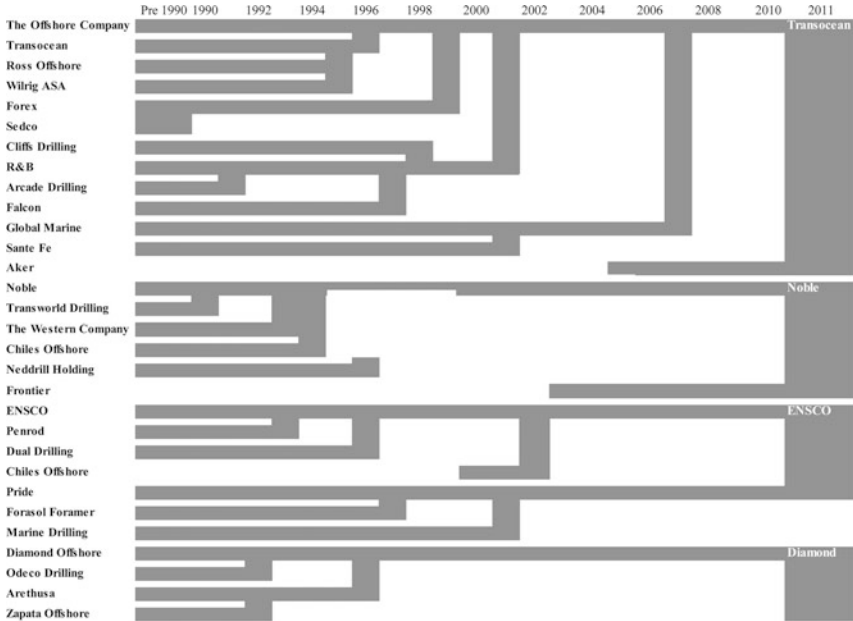 Pre 1990 1990 1992 1994 1996 1998 2000 2002 2004 2006 2008 2010 2011
The Offshore Company Transocean
Transocean
Ross Offshore
Wilrig ASA
Forex
Sedco
Cliffs Drilling
R&B
Arcade Drilling
Falcon
Global Marine
Sante Fe
Aker
Noble Noble
Transworld Drilling
The Western Company
Chiles Offshore
Neddrill Holding
Frontier
ENSCO ENSCO
Penrod
Dual Drilling
Chiles Offshore
Pride
Forasol Foramer
Marine Drilling
Diamond Offshore Diamond
Odeco Drilling
Arethusa
Zapata Offshore